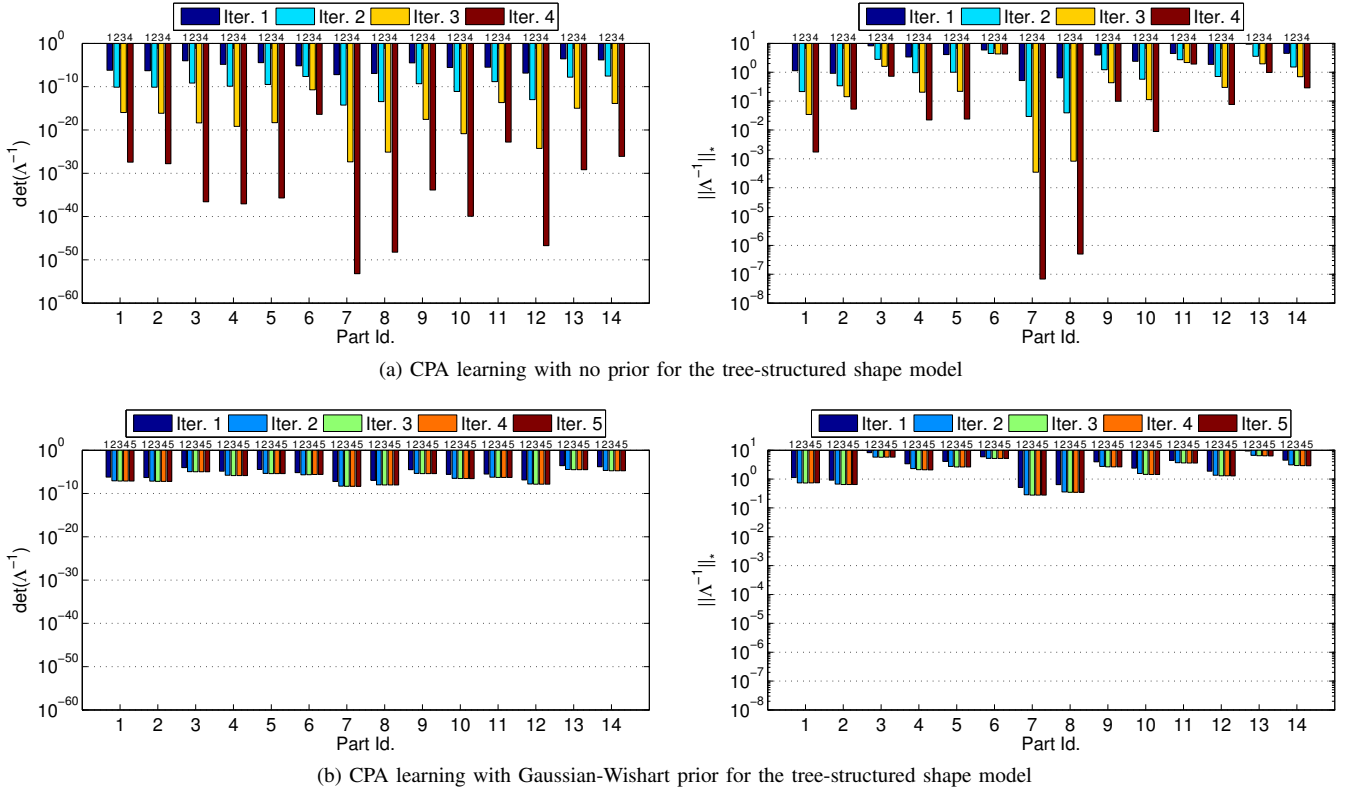 Iter. 1 Iter. 2 Iter. 3 Iter. 4
1234 1234 1234 1234 1234 1234 1234 1234 1234 1234 1234 1234 1234 1234
10^0
10^−10
10^−20
10^−30
10^−40
10^−50
10^−60
det(Λ^−1)
1 2 3 4 5 6 7 8 9 10 11 12 13 14
Part Id.
Iter. 1 Iter. 2 Iter. 3 Iter. 4
1234 1234 1234 1234 1234 1234 1234 1234 1234 1234 1234 1234 1234 1234
10^1
10^0
10^−1
10^−2
10^−3
10^−4
10^−5
10^−6
10^−7
10^−8
||Λ^−1||_*
1 2 3 4 5 6 7 8 9 10 11 12 13 14
Part Id.
(a) CPA learning with no prior for the tree-structured shape model
Iter. 1 Iter. 2 Iter. 3 Iter. 4 Iter. 5
12345 12345 12345 12345 12345 12345 12345 12345 12345 12345 12345 12345 12345 12345
10^0
10^−10
10^−20
10^−30
10^−40
10^−50
10^−60
det(Λ^−1)
1 2 3 4 5 6 7 8 9 10 11 12 13 14
Part Id.
Iter. 1 Iter. 2 Iter. 3 Iter. 4 Iter. 5
12345 12345 12345 12345 12345 12345 12345 12345 12345 12345 12345 12345 12345 12345
10^1
10^0
10^−1
10^−2
10^−3
10^−4
10^−5
10^−6
10^−7
10^−8
||Λ^−1||_*
1 2 3 4 5 6 7 8 9 10 11 12 13 14
Part Id.
(b) CPA learning with Gaussian-Wishart prior for the tree-structured shape model